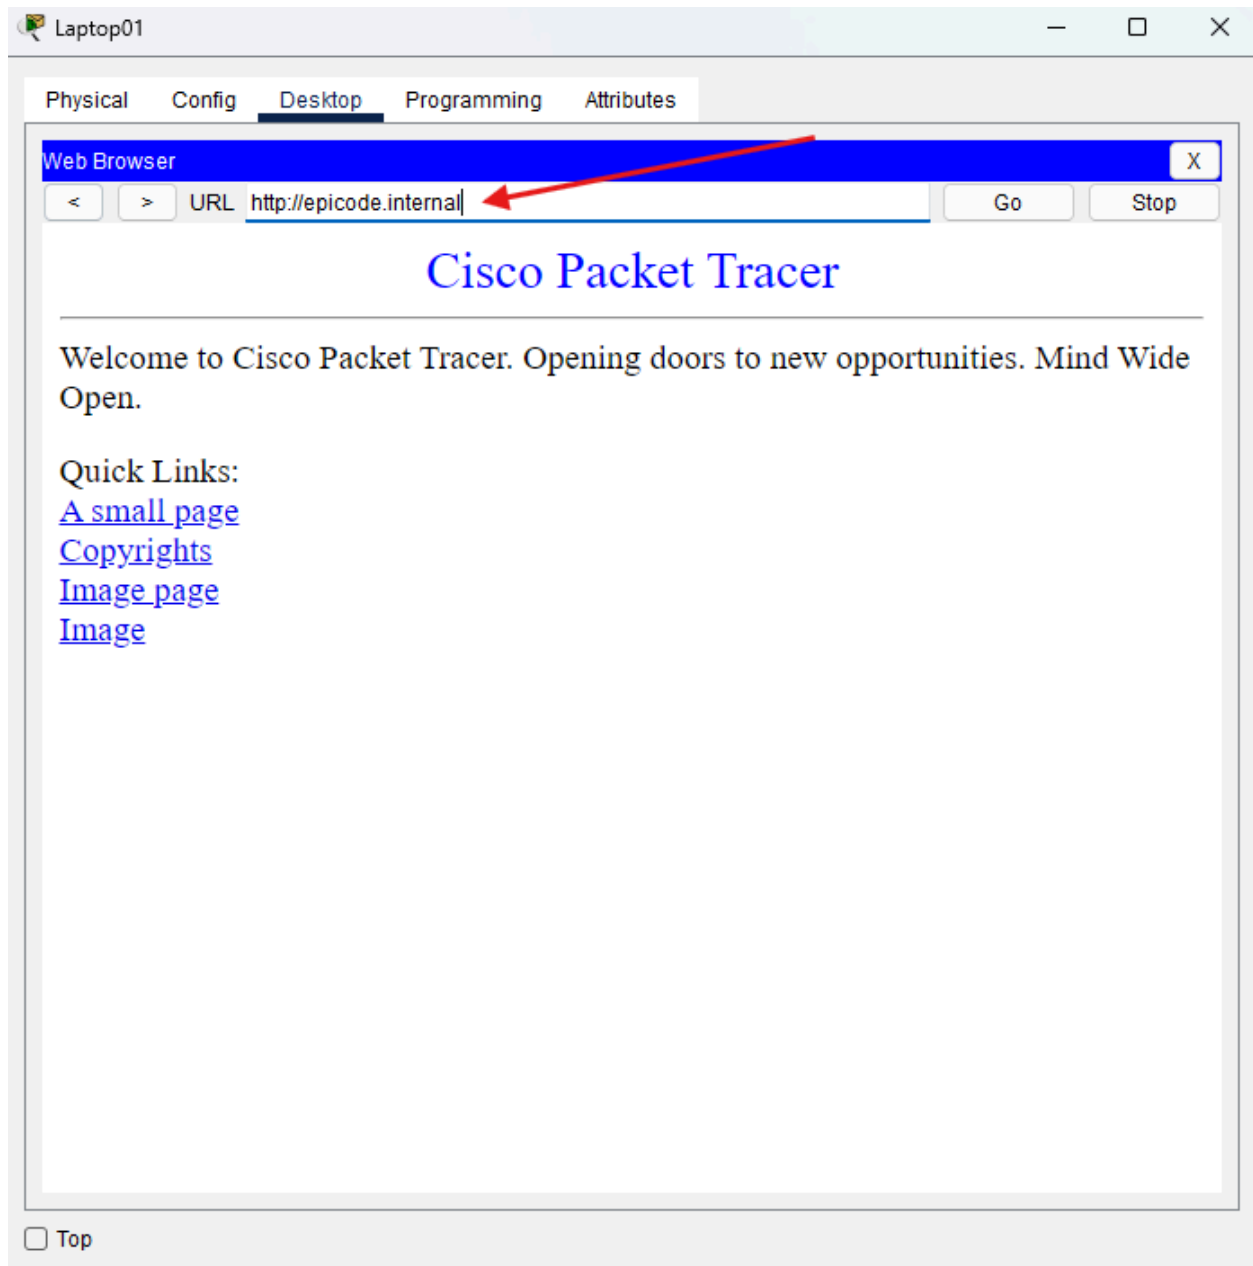 Laptop01
Physical Config Desktop Programming Attributes
Web Browser X
< > URL http://epicode.internal Go Stop
Cisco Packet Tracer
Welcome to Cisco Packet Tracer. Opening doors to new opportunities. Mind Wide
Open.
Quick Links:
A small page
Copyrights
Image page
Image
Top